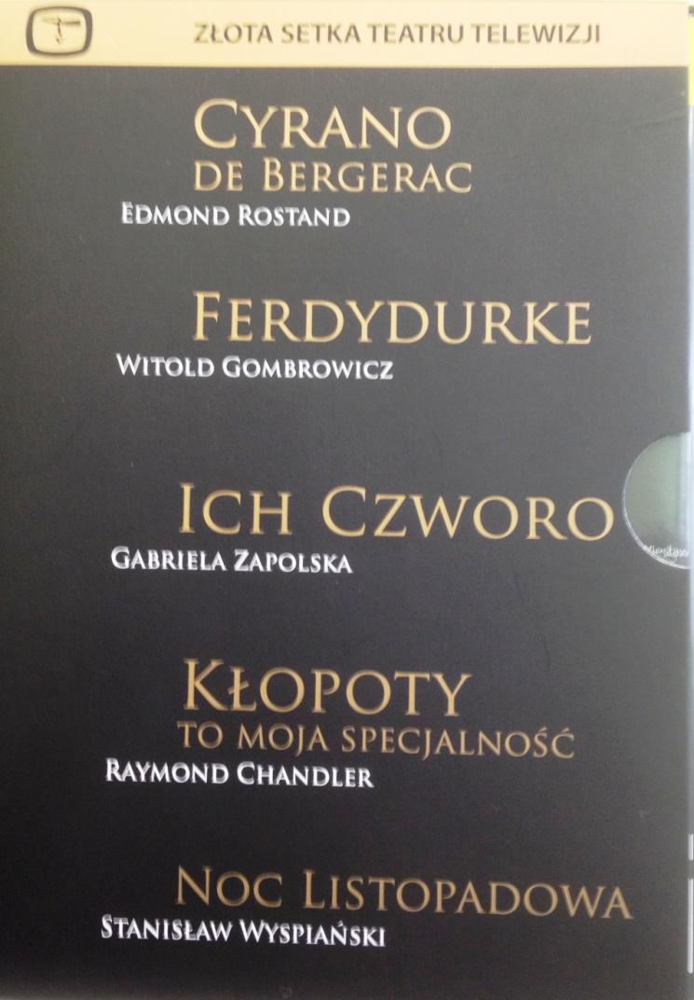 ZŁOTA SETKA TEATRU TELEWIZJI
CYRANO
DE BERGERAC
EDMOND ROSTAND
FERDYDURKE
WITOLD GOMBROWICZ
ICH CZWORO
GABRIELA ZAPOLSKA
KŁOPOTY
TO MOJA SPECJALNOŚĆ
RAYMOND CHANDLER
NOC LISTOPADOWA
STANISŁAW WYSPIAŃSKI